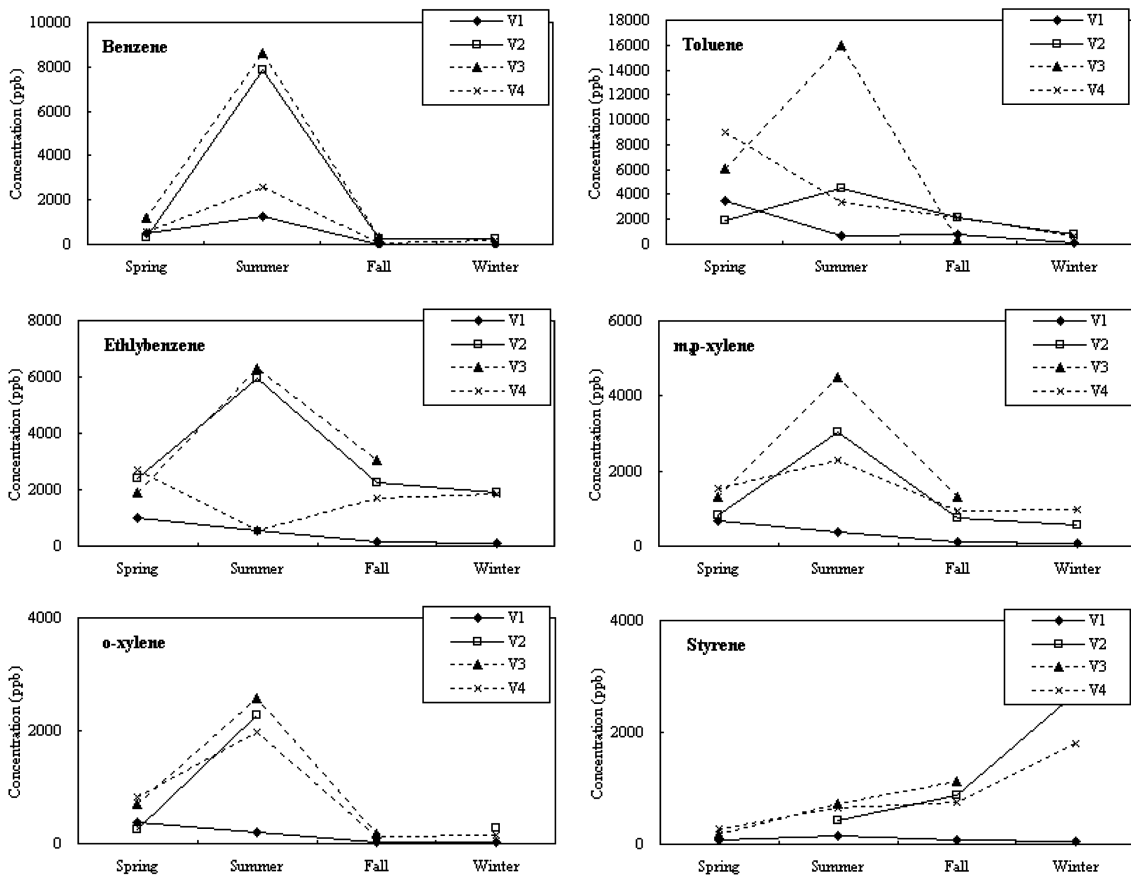 Benzene
Concentration (ppb)
10000
8000
6000
4000
2000
0
Spring Summer Fall Winter
V1
V2
V3
V4
Toluene
Concentration (ppb)
18000
16000
14000
12000
10000
8000
6000
4000
2000
0
Spring Summer Fall Winter
V1
V2
V3
V4
Ethlybenzene
Concentration (ppb)
8000
6000
4000
2000
0
Spring Summer Fall Winter
V1
V2
V3
V4
m,p-xylene
Concentration (ppb)
6000
4000
2000
0
Spring Summer Fall Winter
V1
V2
V3
V4
o-xylene
Concentration (ppb)
4000
2000
0
Spring Summer Fall Winter
V1
V2
V3
V4
Styrene
Concentration (ppb)
4000
2000
0
Spring Summer Fall Winter
V1
V2
V3
V4